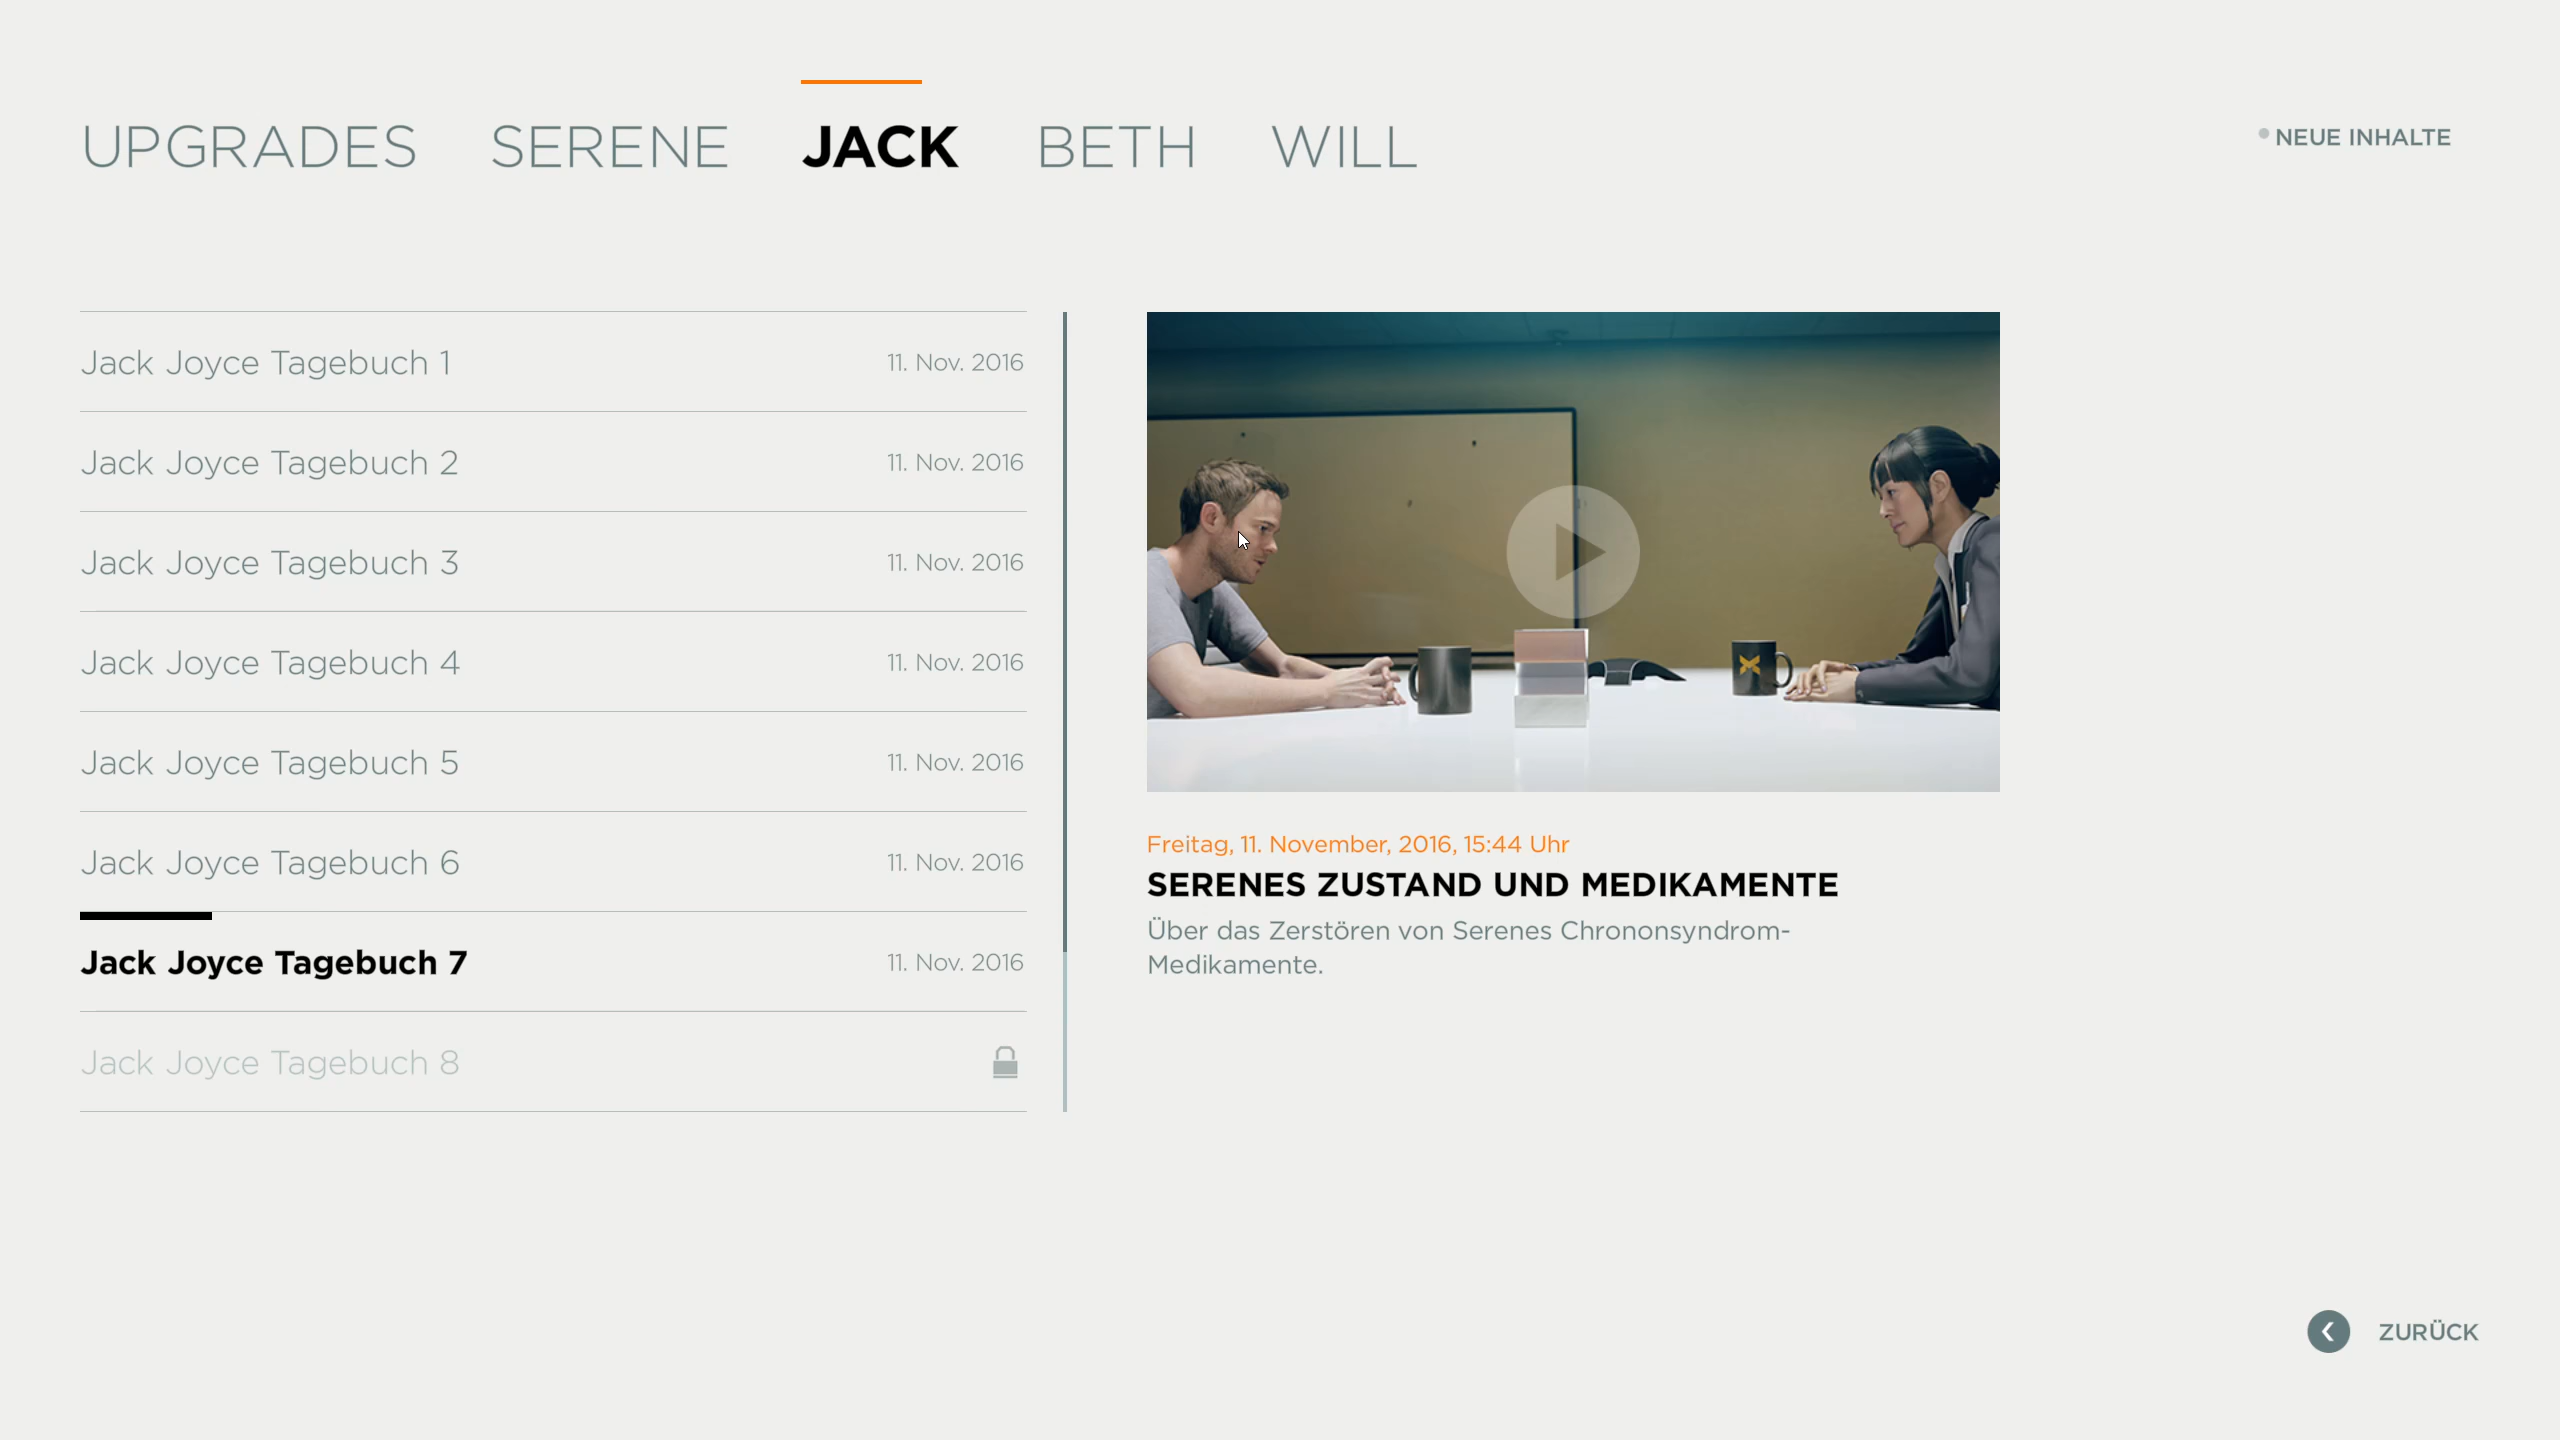 UPGRADES SERENE JACK BETH WILL
NEUE INHALTE
Jack Joyce Tagebuch 1 11. Nov. 2016
Jack Joyce Tagebuch 2 11. Nov. 2016
Jack Joyce Tagebuch 3 11. Nov. 2016
Jack Joyce Tagebuch 4 11. Nov. 2016
Jack Joyce Tagebuch 5 11. Nov. 2016
Jack Joyce Tagebuch 6 11. Nov. 2016
Jack Joyce Tagebuch 7 11. Nov. 2016
Jack Joyce Tagebuch 8
Freitag, 11. November, 2016, 15:44 Uhr
SERENES ZUSTAND UND MEDIKAMENTE
Über das Zerstören von Serenes Chrononsyndrom-
Medikamente.
ZURÜCK